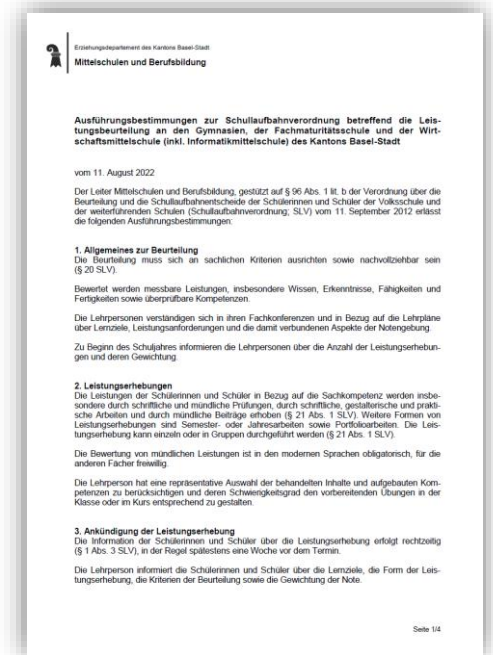 Erziehungsdepartement des Kantons Basel-Stadt
Mittelschulen und Berufsbildung
Ausführungsbestimmungen zur Schullaufbahnverordnung betreffend die Leis-
tungsbeurteilung an den Gymnasien, der Fachmaturitätsschule und der Wirt-
schaftsmittelschule (inkl. Informatikmittelschule) des Kantons Basel-Stadt
vom 11. August 2022
Der Leiter Mittelschulen und Berufsbildung, gestützt auf § 96 Abs. 1 lit. b der Verordnung über die
Beurteilung und die Schullaufbahnentscheide der Schülerinnen und Schüler der Volksschule und
der weiterführenden Schulen (Schullaufbahnverordnung; SLV) vom 11. September 2012 erlässt
die folgenden Ausführungsbestimmungen:
1. Allgemeines zur Beurteilung
Die Beurteilung muss sich an sachlichen Kriterien ausrichten sowie nachvollziehbar sein
(§ 20 SLV).
Bewertet werden messbare Leistungen, insbesondere Wissen, Erkenntnisse, Fähigkeiten und
Fertigkeiten sowie überprüfbare Kompetenzen.
Die Lehrpersonen verständigen sich in ihren Fachkonferenzen und in Bezug auf die Lehrpläne
über Lernziele, Leistungsanforderungen und die damit verbundenen Aspekte der Notengebung.
Zu Beginn des Schuljahres informieren die Lehrpersonen über die Anzahl der Leistungserhebun-
gen und deren Gewichtung.
2. Leistungserhebungen
Die Leistungen der Schülerinnen und Schüler in Bezug auf die Sachkompetenz werden insbe-
sondere durch schriftliche und mündliche Prüfungen, durch schriftliche, gestalterische und prakti-
sche Arbeiten und durch mündliche Beiträge erhoben (§ 21 Abs. 1 SLV). Weitere Formen von
Leistungserhebungen sind Semester- oder Jahresarbeiten sowie Portfolioarbeiten. Die Leis-
tungserhebung kann einzeln oder in Gruppen durchgeführt werden (§ 21 Abs. 1 SLV).
Die Bewertung von mündlichen Leistungen ist in den modernen Sprachen obligatorisch, für die
anderen Fächer freiwillig.
Die Lehrperson hat eine repräsentative Auswahl der behandelten Inhalte und aufgebauten Kom-
petenzen zu berücksichtigen und deren Schwierigkeitsgrad den vorbereitenden Übungen in der
Klasse oder im Kurs entsprechend zu gestalten.
3. Ankündigung der Leistungserhebung
Die Information der Schülerinnen und Schüler über die Leistungserhebung erfolgt rechtzeitig
(§ 1 Abs. 3 SLV), in der Regel spätestens eine Woche vor dem Termin.
Die Lehrperson informiert die Schülerinnen und Schüler über die Lernziele, die Form der Leis-
tungserhebung, die Kriterien der Beurteilung sowie die Gewichtung der Note.
Seite 1/4